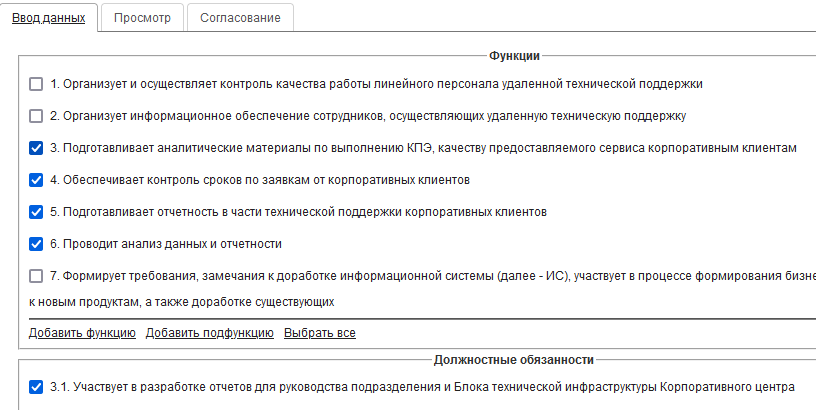 Ввод данных Просмотр Согласование
Функции
1. Организует и осуществляет контроль качества работы линейного персонала удаленной технической поддержки
2. Организует информационное обеспечение сотрудников, осуществляющих удаленную техническую поддержку
3. Подготавливает аналитические материалы по выполнению КПЭ, качеству предоставляемого сервиса корпоративным клиентам
4. Обеспечивает контроль сроков по заявкам от корпоративных клиентов
5. Подготавливает отчетность в части технической поддержки корпоративных клиентов
6. Проводит анализ данных и отчетности
7. Формирует требования, замечания к доработке информационной системы (далее - ИС), участвует в процессе формирования бизне
к новым продуктам, а также доработке существующих
Добавить функцию Добавить подфункцию Выбрать все
Должностные обязанности
3.1. Участвует в разработке отчетов для руководства подразделения и Блока технической инфраструктуры Корпоративного центра